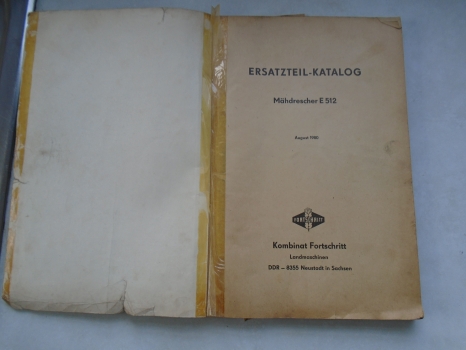 ERSATZTEIL-KATALOG
Mähdrescher E 512
August 1980
FORTSCHRITT
Kombinat Fortschritt
Landmaschinen
DDR – 8355 Neustadt in Sachsen